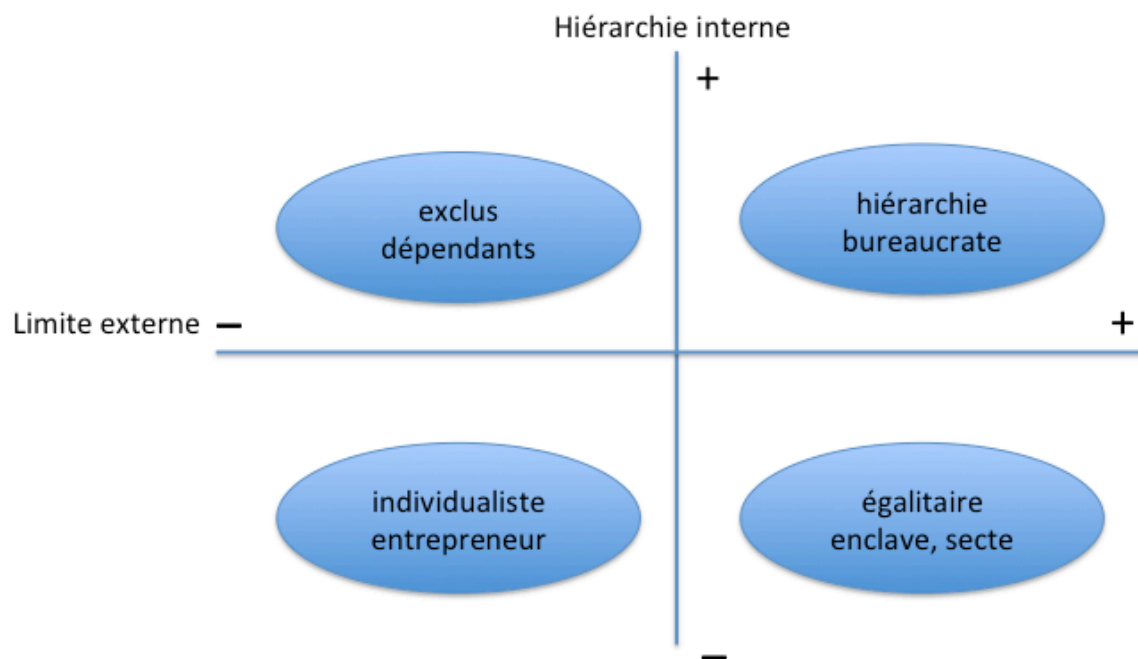 Hiérarchie interne
+
exclus
dépendants
hiérarchie
bureaucrate
Limite externe −
+
individualiste
entrepreneur
égalitaire
enclave, secte
−